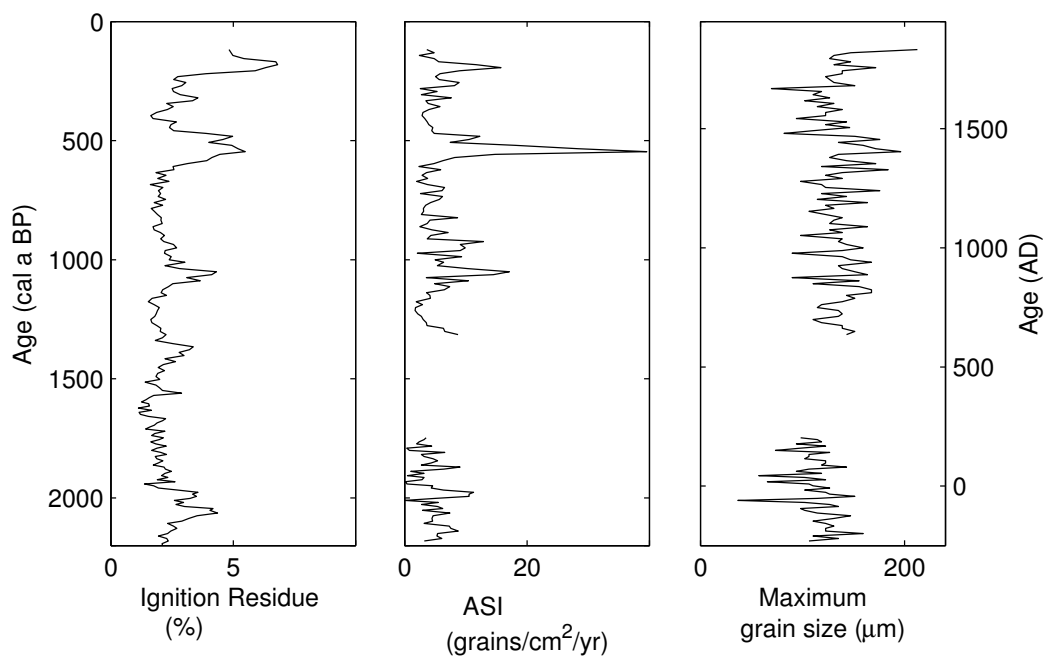 0
500
1000
1500
2000
Age (cal a BP)
0
5
Ignition Residue
(%)
0
20
ASI
(grains/cm²/yr)
0
200
Maximum
grain size (μm)
1500
1000
500
0
Age (AD)